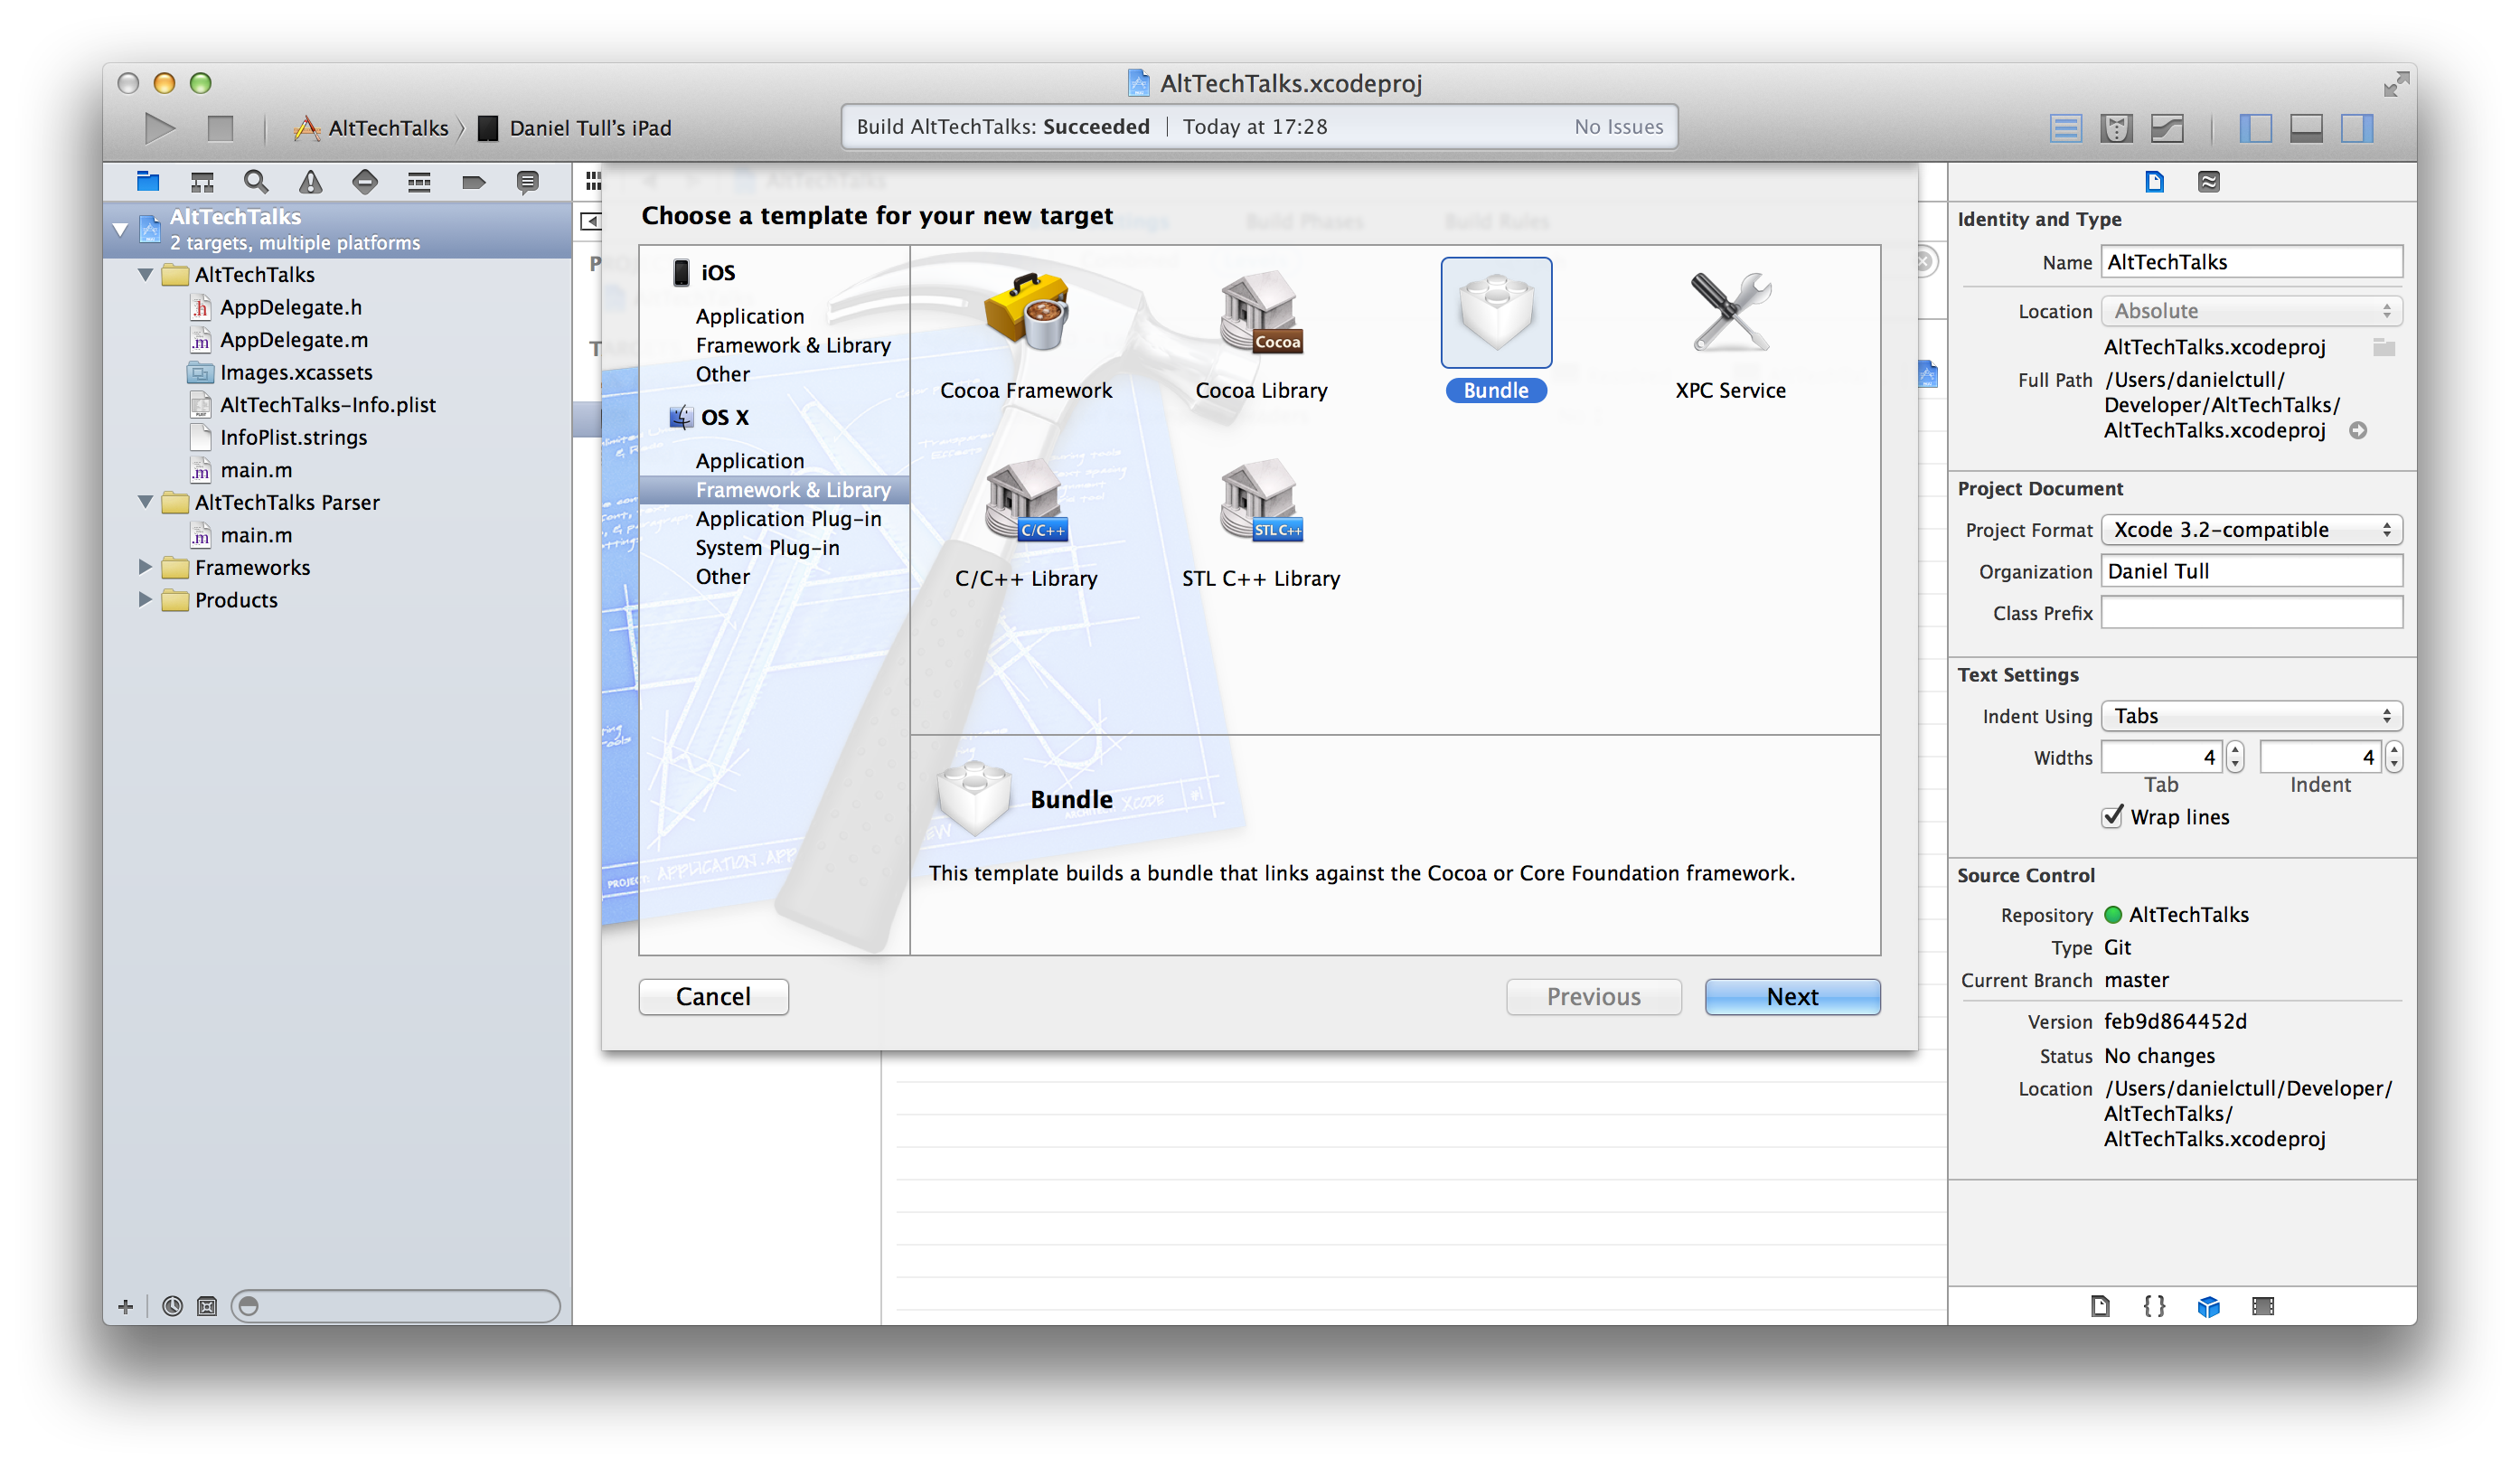 AltTechTalks.xcodeproj
AltTechTalks
Daniel Tull's iPad
Build AltTechTalks: Succeeded | Today at 17:28
No Issues
AltTechTalks
2 targets, multiple platforms
AltTechTalks
AppDelegate.h
AppDelegate.m
Images.xcassets
AltTechTalks-Info.plist
InfoPlist.strings
main.m
AltTechTalks Parser
main.m
Frameworks
Products
AltTechTalks
Build Phases
Build Rules
Choose a template for your new target
iOS
Application
Framework & Library
Other
OS X
Application
Framework & Library
Application Plug-in
System Plug-in
Other
Cocoa
Cocoa Framework
Cocoa Library
Bundle
XPC Service
C/C++
STL C++
C/C++ Library
STL C++ Library
Bundle
This template builds a bundle that links against the Cocoa or Core Foundation framework.
Cancel
Previous
Next
Identity and Type
Name AltTechTalks
Location Absolute
AltTechTalks.xcodeproj
Full Path /Users/danielctull/
Developer/AltTechTalks/
AltTechTalks.xcodeproj
Project Document
Project Format Xcode 3.2-compatible
Organization Daniel Tull
Class Prefix
Text Settings
Indent Using Tabs
Widths 4 4
Tab Indent
Wrap lines
Source Control
Repository AltTechTalks
Type Git
Current Branch master
Version feb9d864452d
Status No changes
Location /Users/danielctull/Developer/
AltTechTalks/
AltTechTalks.xcodeproj